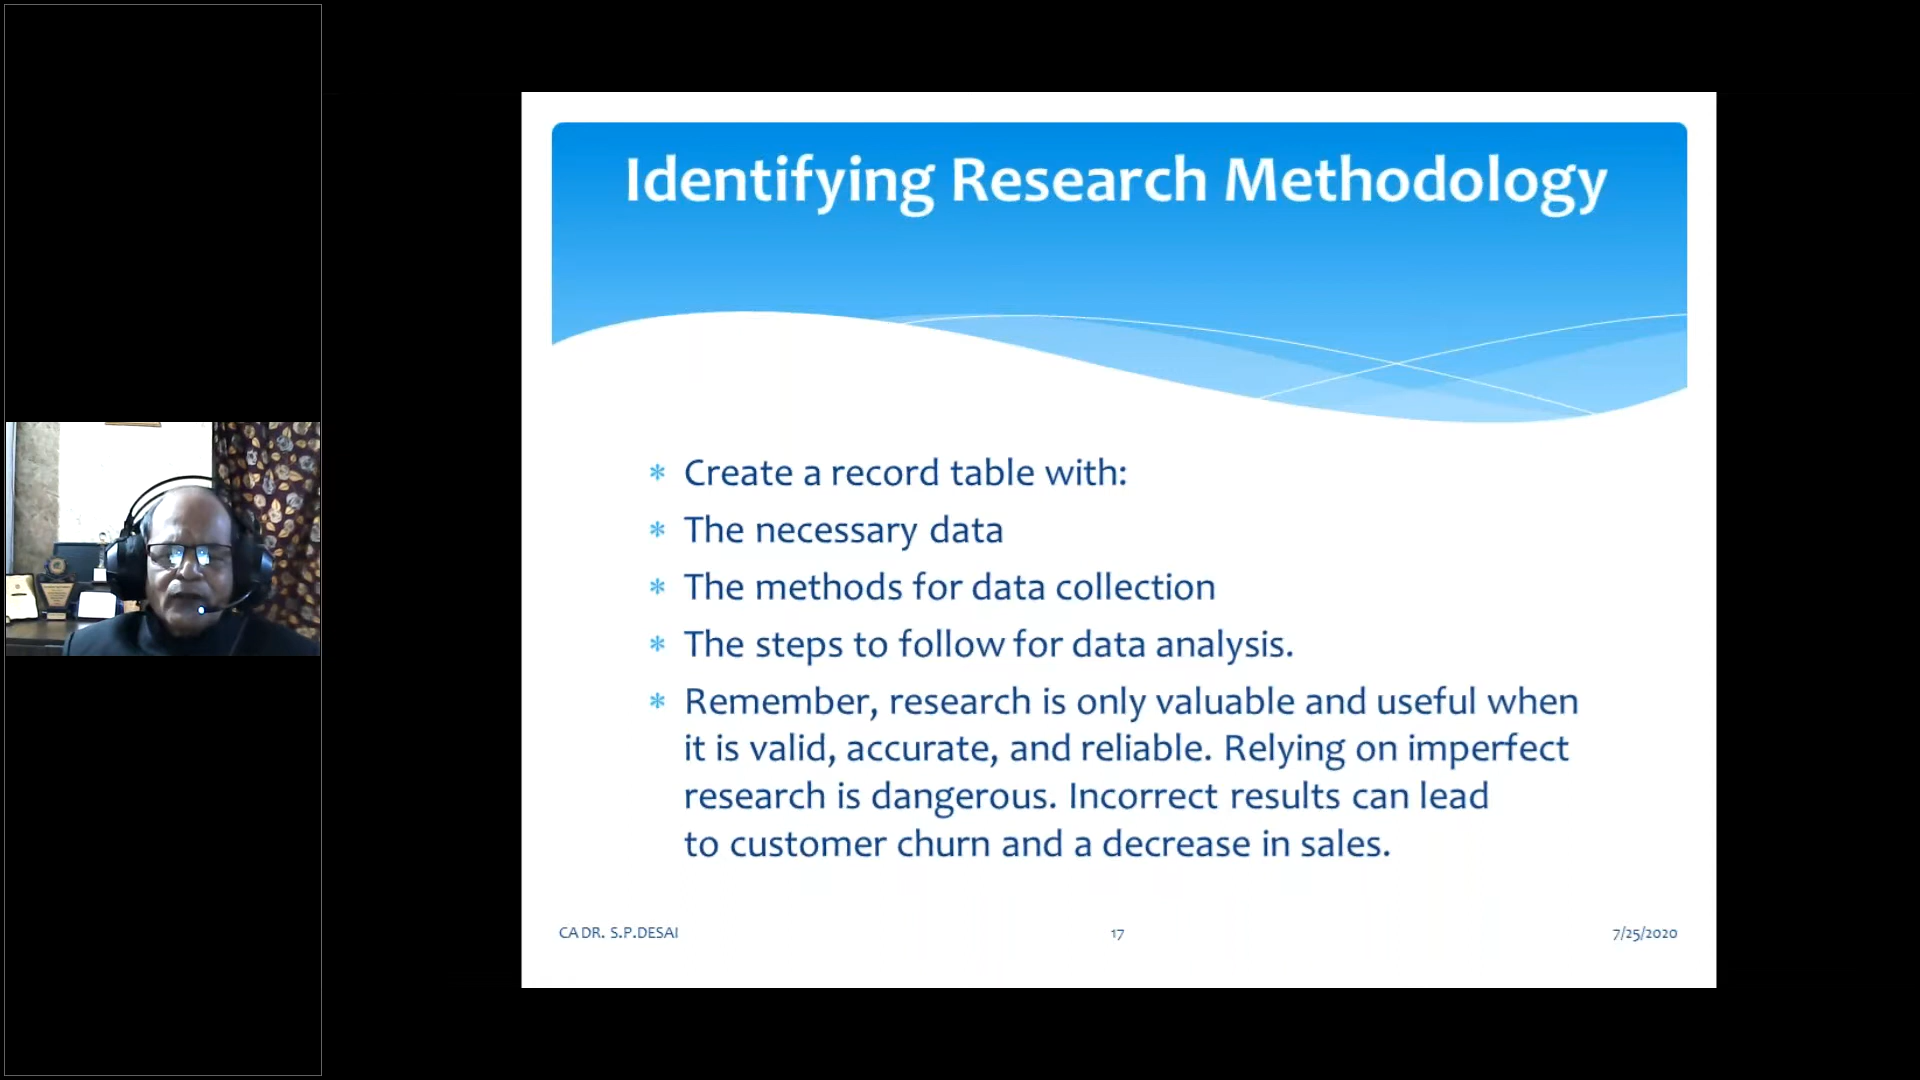 Identifying Research Methodology
* Create a record table with:
* The necessary data
* The methods for data collection
* The steps to follow for data analysis.
* Remember, research is only valuable and useful when
it is valid, accurate, and reliable. Relying on imperfect
research is dangerous. Incorrect results can lead
to customer churn and a decrease in sales.
CA DR. S.P.DESAI
17
7/25/2020